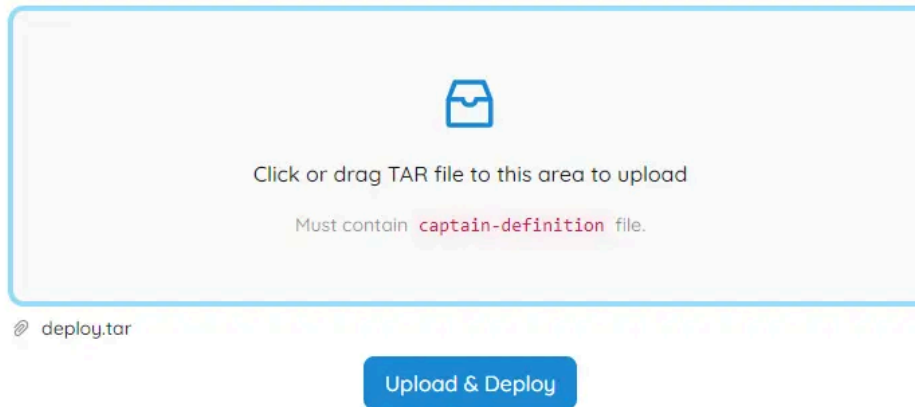 Click or drag TAR file to this area to upload
Must contain captain-definition file.
deploy.tar
Upload & Deploy